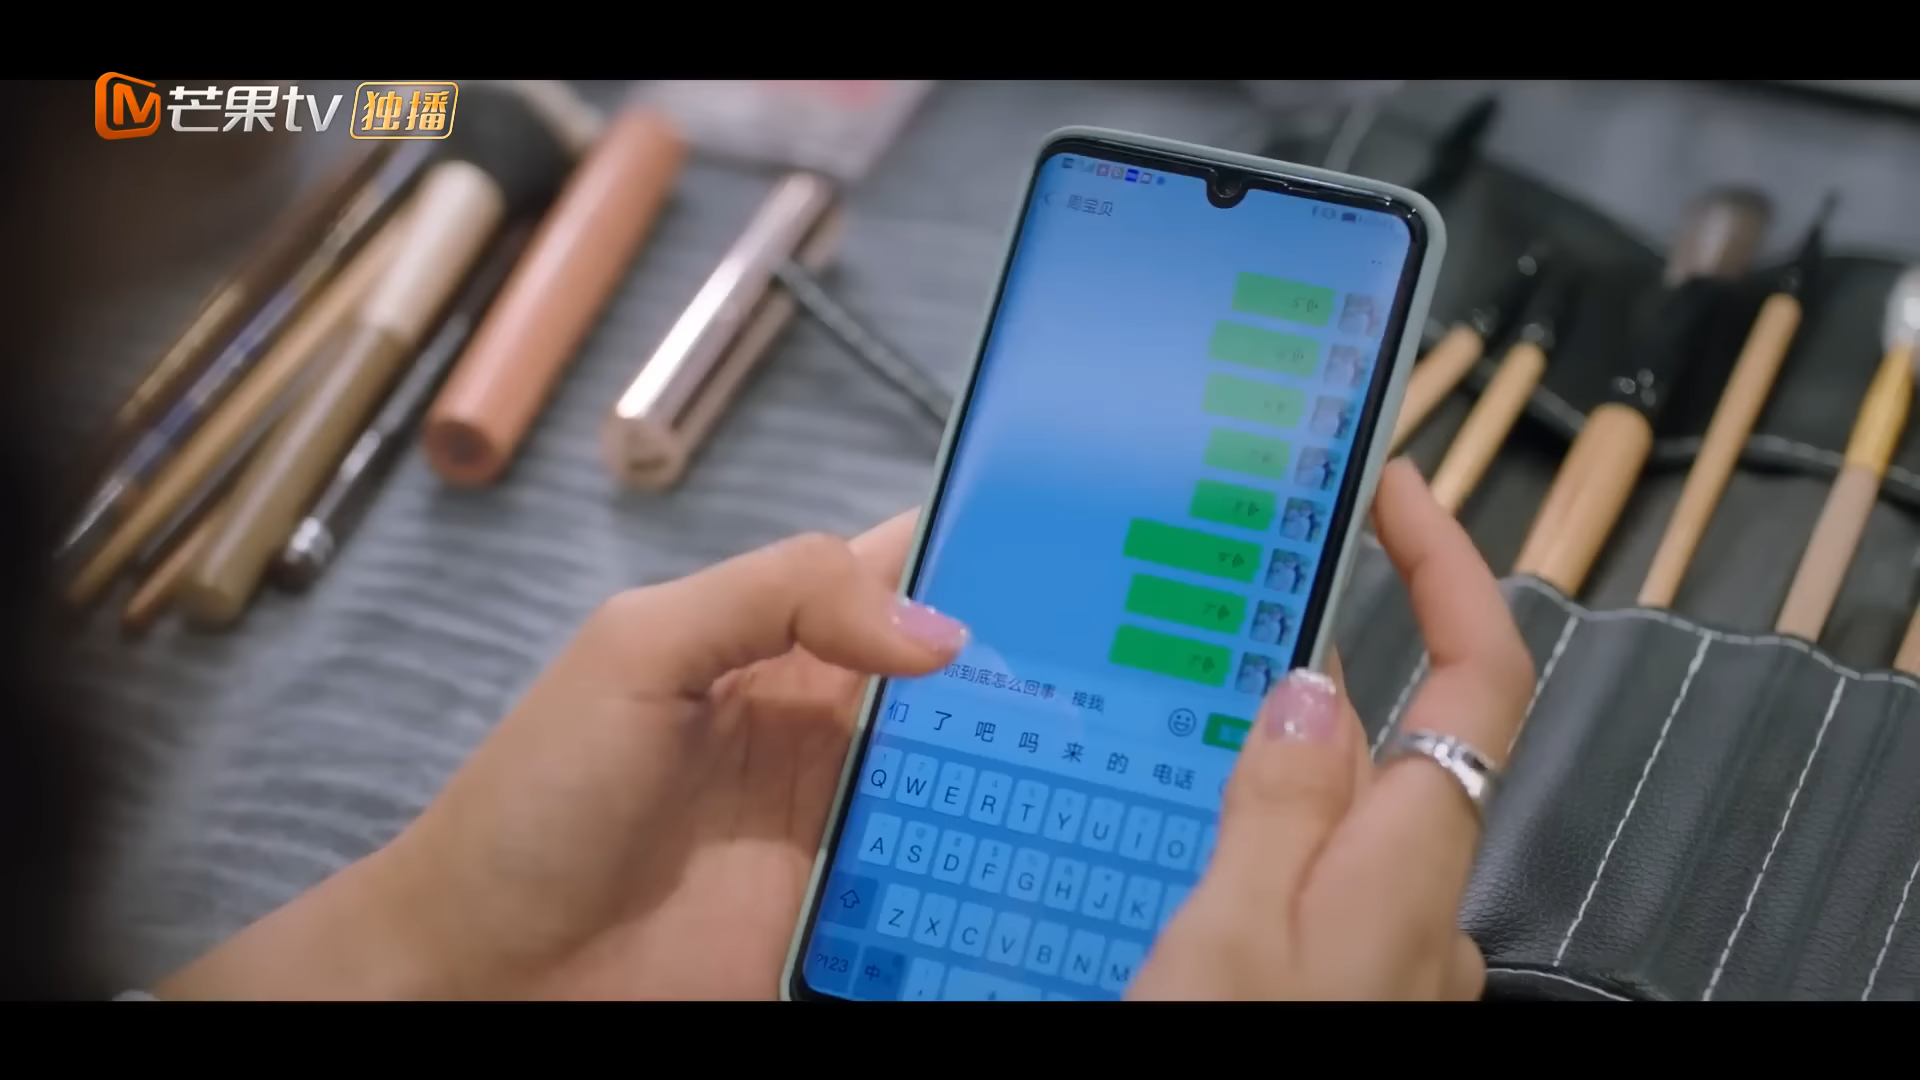 芒果tv 独播
周宝贝
你到底怎么回事 接我
们 了 吧 吗 来 的 电话
Q W E R T Y U I O
A S D F G H J K
Z X C V B N M
?123 中 ,